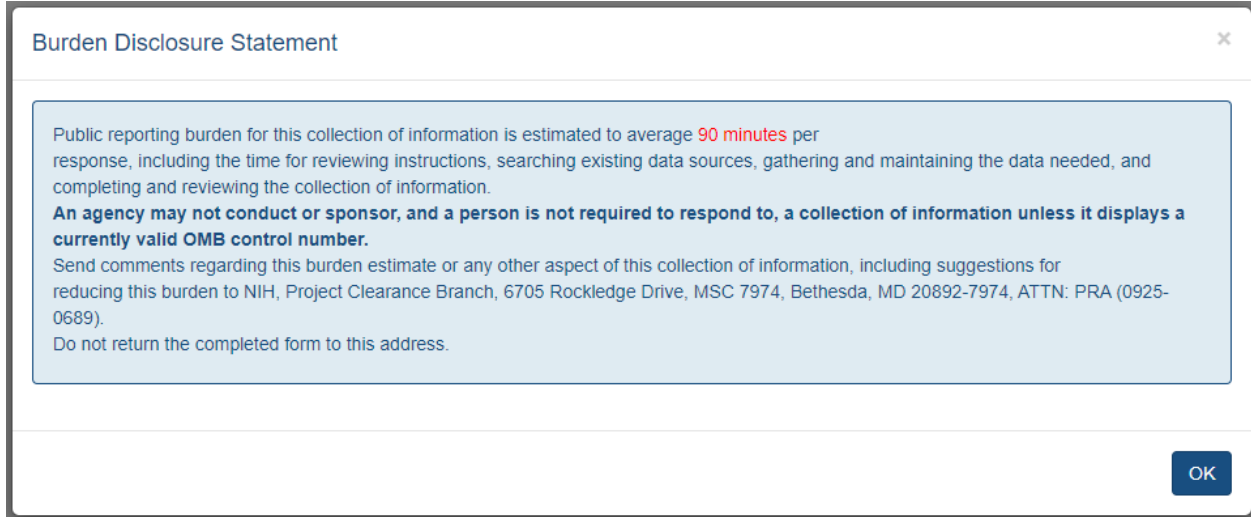 Burden Disclosure Statement
×
Public reporting burden for this collection of information is estimated to average 90 minutes per
response, including the time for reviewing instructions, searching existing data sources, gathering and maintaining the data needed, and
completing and reviewing the collection of information.
An agency may not conduct or sponsor, and a person is not required to respond to, a collection of information unless it displays a
currently valid OMB control number.
Send comments regarding this burden estimate or any other aspect of this collection of information, including suggestions for
reducing this burden to NIH, Project Clearance Branch, 6705 Rockledge Drive, MSC 7974, Bethesda, MD 20892-7974, ATTN: PRA (0925-
0689).
Do not return the completed form to this address.
OK